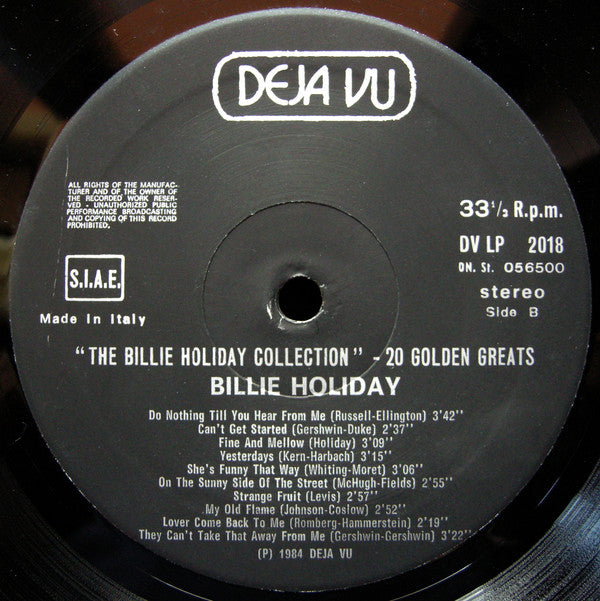 DEJA VU
ALL RIGHTS OF THE MANUFAC-
TURER AND OF THE OWNER OF
THE RECORDED WORK RESER-
VED - UNAUTHORIZED PUBLIC
PERFORMANCE BROADCASTING
AND COPYING OF THIS RECORD
PROHIBITED.
33 1/3 R.p.m.
DV LP 2018
ON. St. 056500
S.I.A.E.
stereo
Side B
Made In Italy
"THE BILLIE HOLIDAY COLLECTION" - 20 GOLDEN GREATS
BILLIE HOLIDAY
Do Nothing Till You Hear From Me (Russell-Ellington) 3'42''
Can't Get Started (Gershwin-Duke) 2'37''
Fine And Mellow (Holiday) 3'09''
Yesterdays (Kern-Harbach) 3'15''
She's Funny That Way (Whiting-Moret) 3'06''
On The Sunny Side Of The Street (McHugh-Fields) 2'55''
Strange Fruit (Levis) 2'57''
My Old Flame (Johnson-Coslow) 2'52''
Lover Come Back To Me (Romberg-Hammerstein) 2'19''
They Can't Take That Away From Me (Gershwin-Gershwin) 3'22''
(P) 1984 DEJA VU